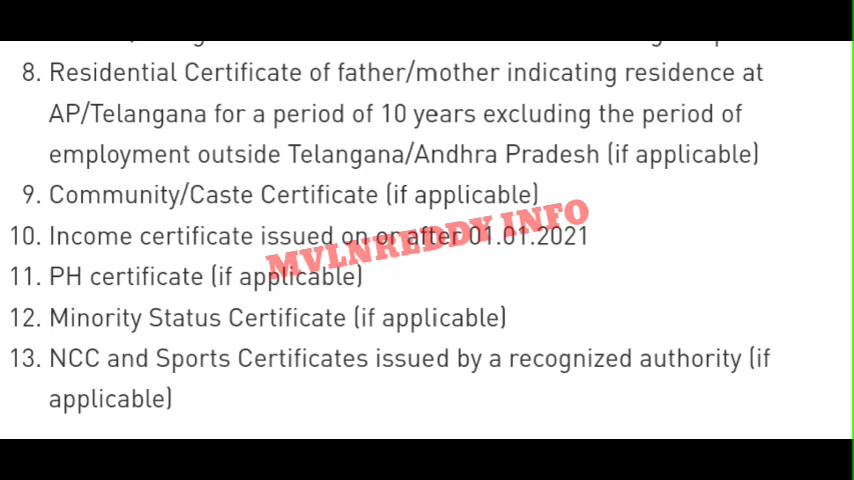 8. Residential Certificate of father/mother indicating residence at
AP/Telangana for a period of 10 years excluding the period of
employment outside Telangana/Andhra Pradesh (if applicable)
9. Community/Caste Certificate (if applicable)
10. Income certificate issued on or after 01.01.2021
MVLNREDDY INFO
11. PH certificate (if applicable)
12. Minority Status Certificate (if applicable)
13. NCC and Sports Certificates issued by a recognized authority (if
applicable)